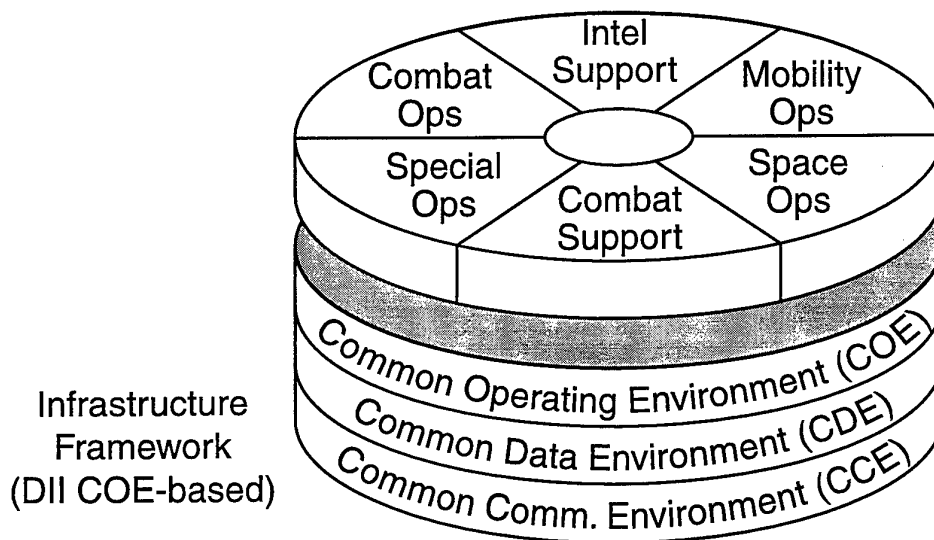 Intel
Support
Combat
Ops
Mobility
Ops
Special
Ops
Combat
Support
Space
Ops
Common Operating Environment (COE)
Common Data Environment (CDE)
Common Comm. Environment (CCE)
Infrastructure
Framework
(DII COE-based)